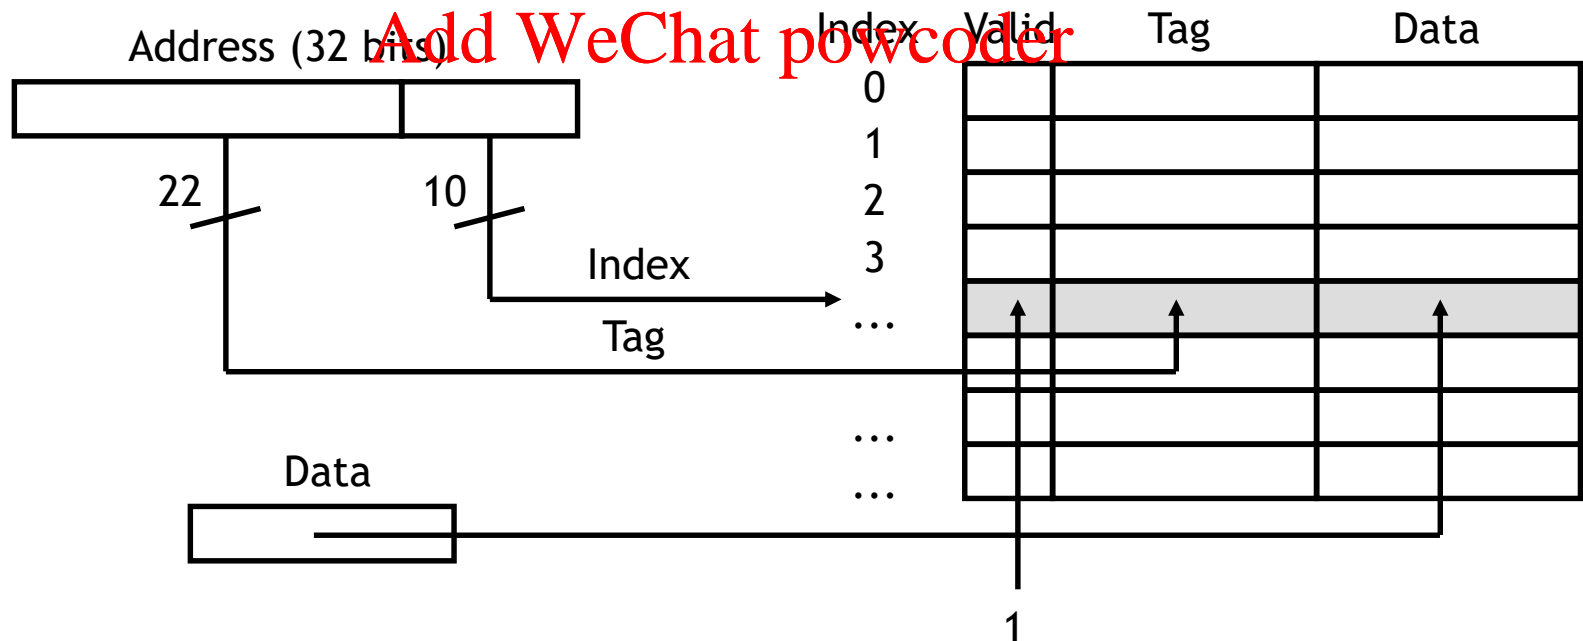 Add WeChat powcoder
Address (32 bits)
Index Valid Tag Data
0
1
22 10
2
3
Index
...
Tag
...
Data
...
1